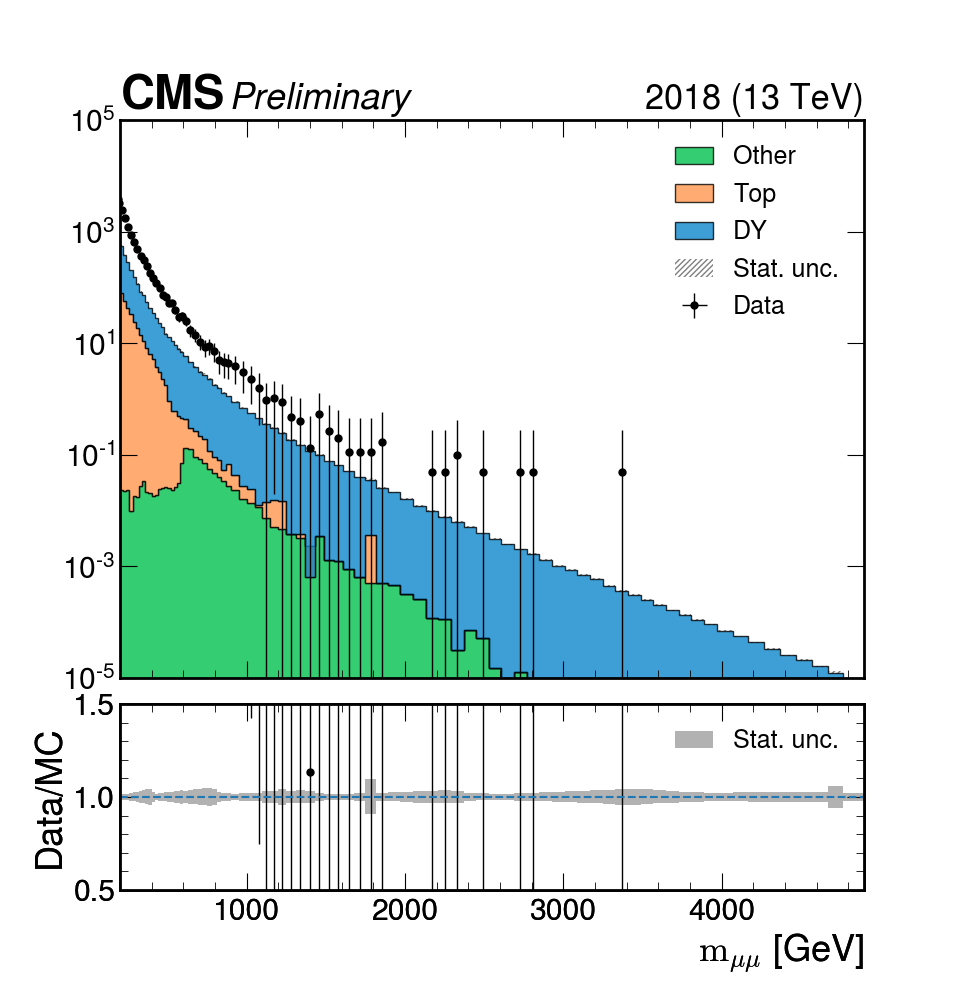 CMS Preliminary 2018 (13 TeV)
10^5
10^3
10^1
10^-1
10^-3
10^-5
Other
Top
DY
Stat. unc.
Data
1.5
1.0
0.5
Data/MC
Stat. unc.
1000 2000 3000 4000
m_μμ [GeV]